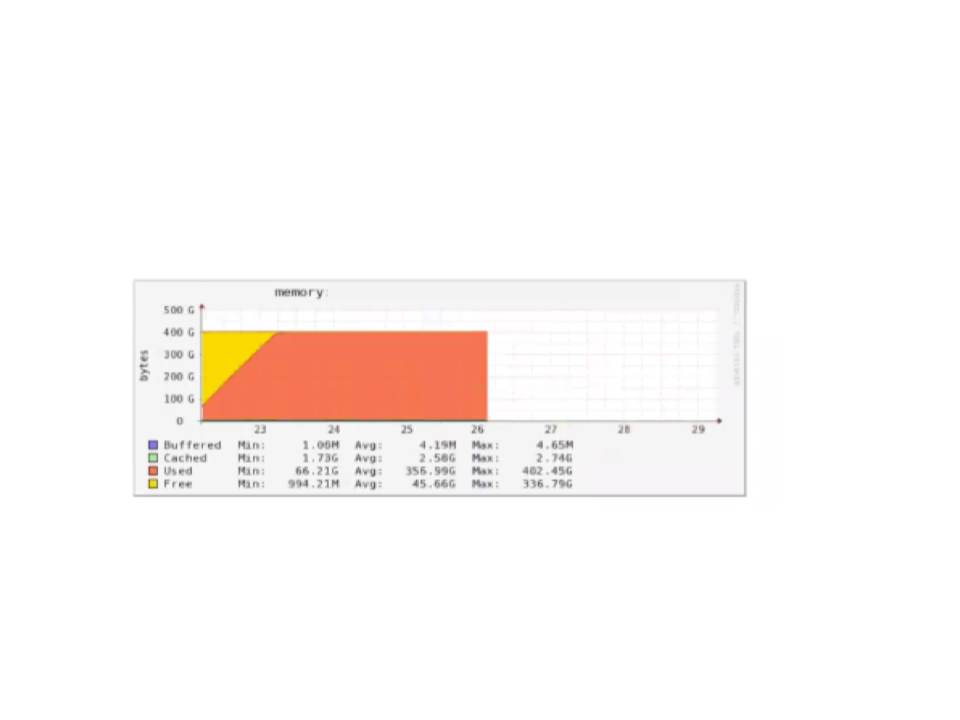 memory:
500 G
400 G
300 G
200 G
100 G
0
bytes
23 24 25 26 27 28 29
Buffered Min: 1.06M Avg: 4.19M Max: 4.65M
Cached Min: 1.73G Avg: 2.58G Max: 2.74G
Used Min: 66.21G Avg: 356.99G Max: 402.45G
Free Min: 994.21M Avg: 45.66G Max: 336.79G